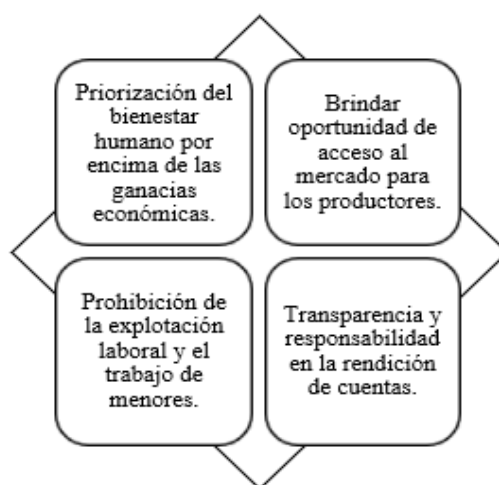 Priorización del
bienestar
humano por
encima de las
ganacias
económicas.
Brindar
oportunidad de
acceso al
mercado para
los productores.
Prohibición de
la explotación
laboral y el
trabajo de
menores.
Transparencia y
responsabilidad
en la rendición
de cuentas.